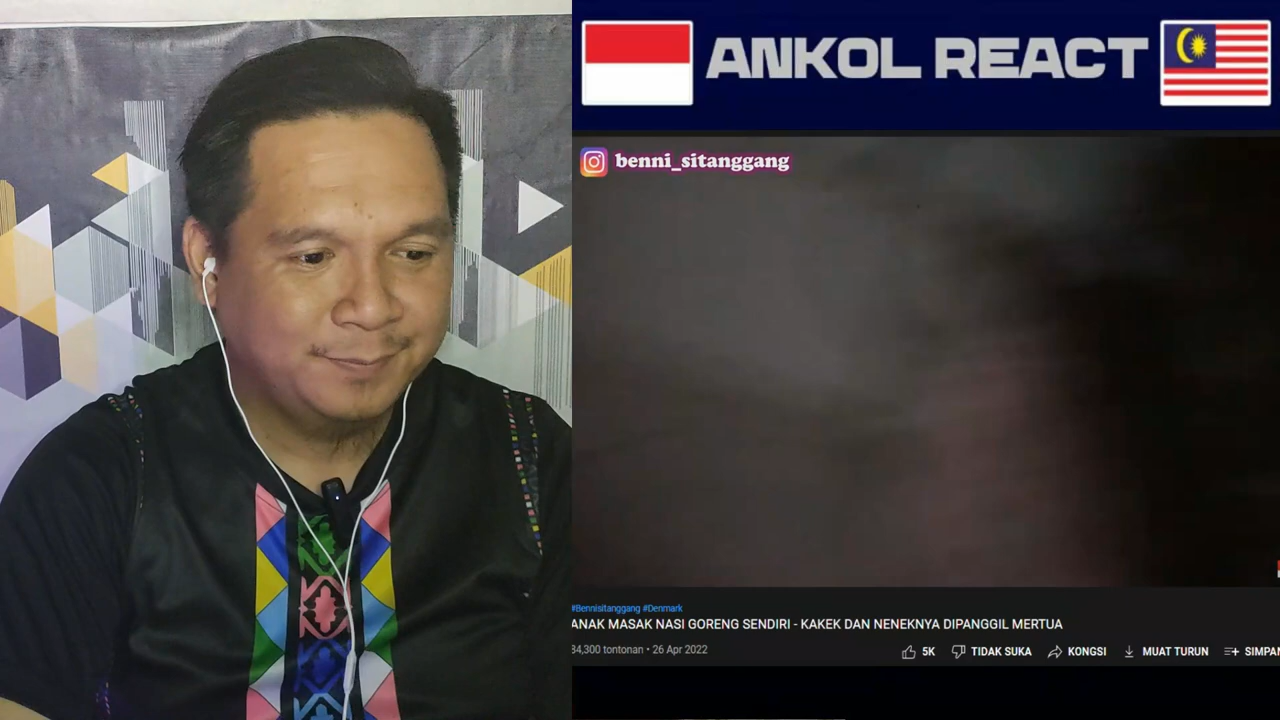 ANKOL REACT
benni_sitanggang
#Bennisitanggang #Denmark
ANAK MASAK NASI GORENG SENDIRI - KAKEK DAN NENEKNYA DIPANGGIL MERTUA
34,300 tontonan • 26 Apr 2022
5K TIDAK SUKA KONGSI MUAT TURUN SIMPAN